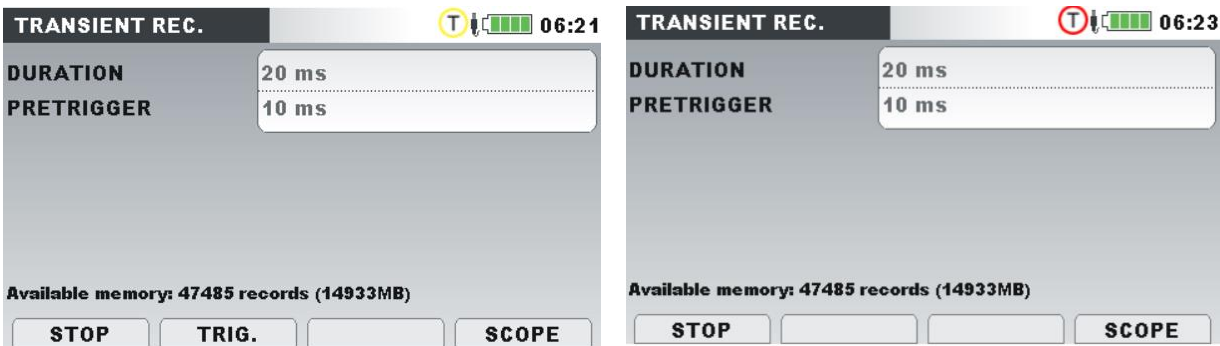 TRANSIENT REC. T 06:21
DURATION 20 ms
PRETRIGGER 10 ms
Available memory: 47485 records (14933MB)
STOP TRIG. SCOPE
TRANSIENT REC. T 06:23
DURATION 20 ms
PRETRIGGER 10 ms
Available memory: 47485 records (14933MB)
STOP SCOPE